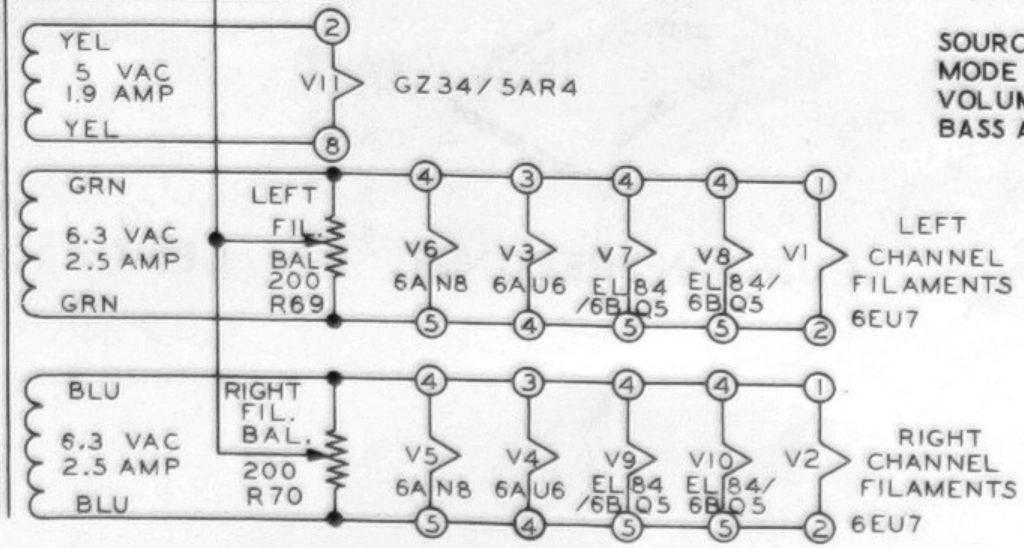 YEL
5 VAC
1.9 AMP
YEL
2
V11
8
GZ34/5AR4
GRN
6.3 VAC
2.5 AMP
GRN
LEFT
FIL.
BAL
200
R69
4
V6
6AN8
5
3
V3
6AU6
4
4
V7
EL84
/6BQ5
5
4
V8
EL84/
6BQ5
5
1
V1
2
LEFT
CHANNEL
FILAMENTS
6EU7
BLU
6.3 VAC
2.5 AMP
BLU
RIGHT
FIL.
BAL.
200
R70
4
V5
6AN8
5
3
V4
6AU6
4
4
V9
EL84
/6BQ5
5
4
V10
EL84/
6BQ5
5
1
V2
2
RIGHT
CHANNEL
FILAMENTS
6EU7
SOURC
MODE
VOLUM
BASS A